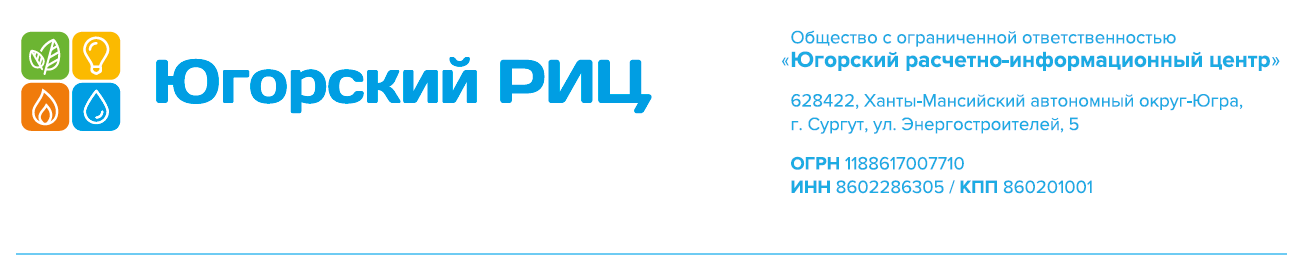 Югорский РИЦ
Общество с ограниченной ответственностью
«Югорский расчетно-информационный центр»
628422, Ханты-Мансийский автономный округ-Югра,
г. Сургут, ул. Энергостроителей, 5
ОГРН 1188617007710
ИНН 8602286305 / КПП 860201001